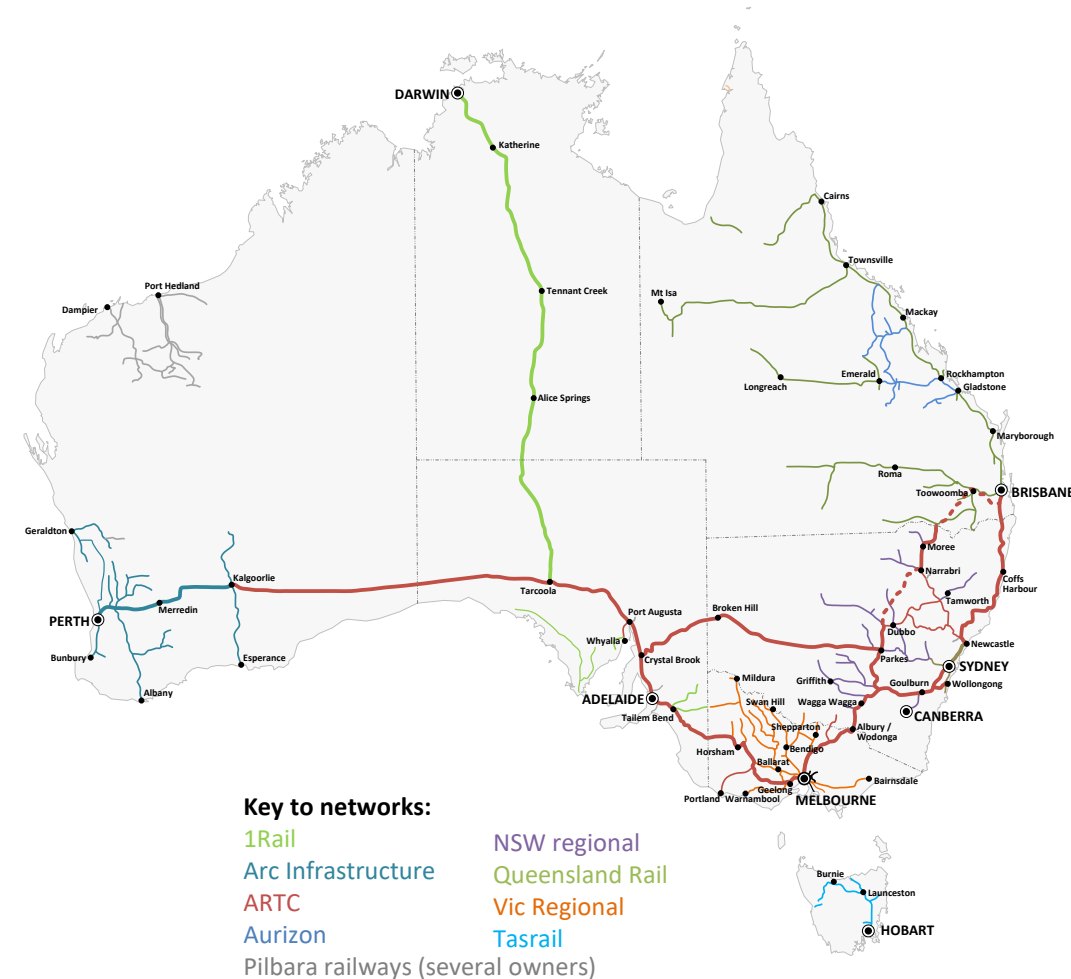 DARWIN
Katherine
Cairns
Townsville
Port Hedland
Tennant Creek
Mt Isa
Dampier
Mackay
Emerald
Rockhampton
Longreach
Gladstone
Alice Springs
Maryborough
Roma
Toowoomba
BRISBANE
Geraldton
Moree
Kalgoorlie
Narrabri
Tarcoola
Coffs
Harbour
Merredin
Tamworth
Port Augusta
Broken Hill
PERTH
Dubbo
Whyalla
Newcastle
Bunbury
Crystal Brook
Parkes
Esperance
SYDNEY
Mildura
Griffith
Goulburn
Wollongong
Albany
ADELAIDE
Swan Hill
Wagga Wagga
CANBERRA
Tailem Bend
Shepparton
Albury /
Wodonga
Horsham
Bendigo
Ballarat
Bairnsdale
Geelong
Portland
Warnambool
MELBOURNE
Key to networks:
1Rail
Arc Infrastructure
ARTC
Aurizon
Pilbara railways (several owners)
NSW regional
Queensland Rail
Vic Regional
Tasrail
Burnie
Launceston
HOBART